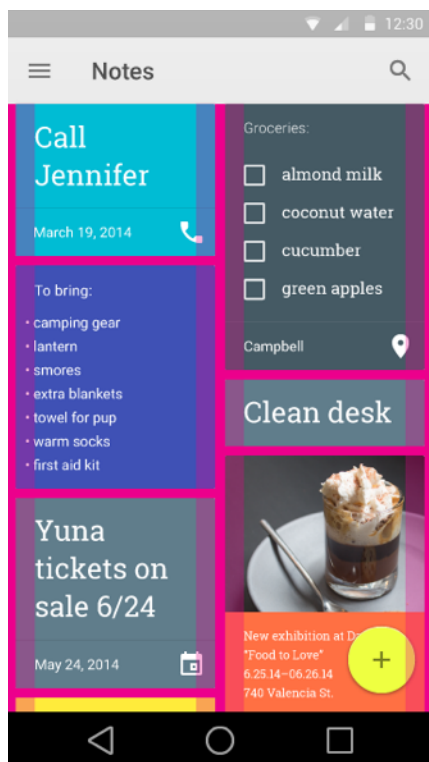 12:30
Notes
Call
Jennifer
March 19, 2014
To bring:
• camping gear
• lantern
• smores
• extra blankets
• towel for pup
• warm socks
• first aid kit
Yuna
tickets on
sale 6/24
May 24, 2014
Groceries:
almond milk
coconut water
cucumber
green apples
Campbell
Clean desk
New exhibition at
"Food to Love"
6.25.14–06.26.14
740 Valencia St.